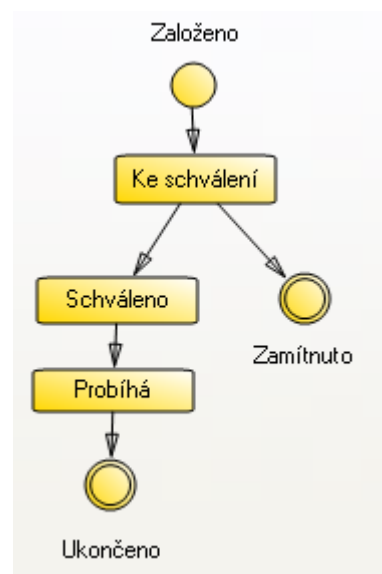 Založeno
Ke schválení
Schváleno
Zamítnuto
Probíhá
Ukončeno